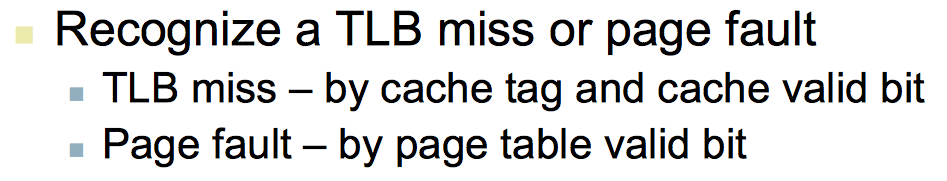 Recognize a TLB miss or page fault
TLB miss – by cache tag and cache valid bit
Page fault – by page table valid bit